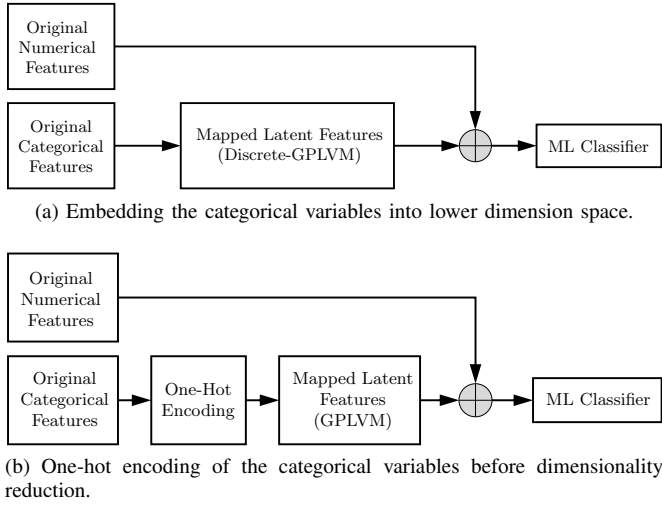 Original
Numerical
Features
Original
Categorical
Features
Mapped Latent Features
(Discrete-GPLVM)
ML Classifier
(a) Embedding the categorical variables into lower dimension space.
Original
Numerical
Features
Original
Categorical
Features
One-Hot
Encoding
Mapped Latent
Features
(GPLVM)
ML Classifier
(b) One-hot encoding of the categorical variables before dimensionality
reduction.